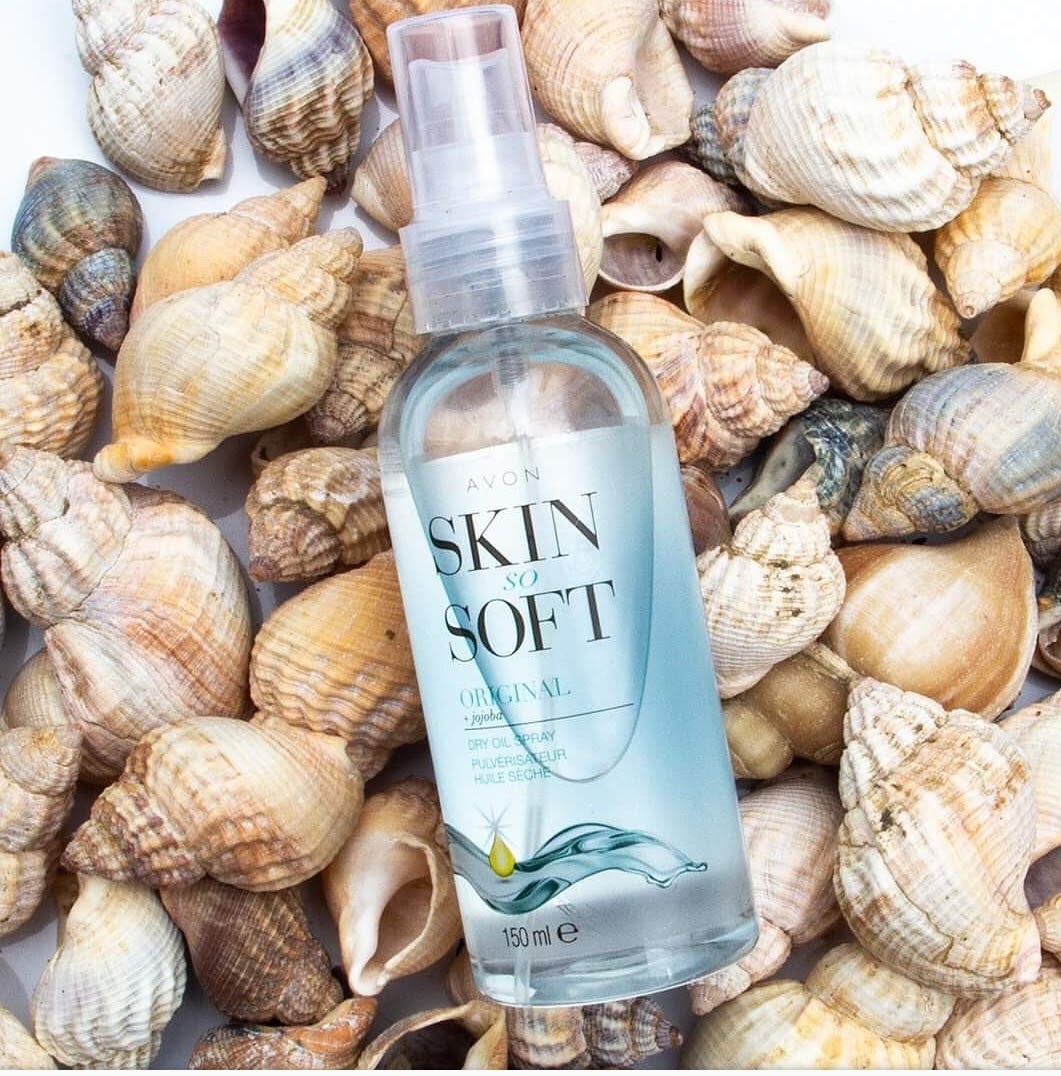 AVON
SKIN
so
SOFT
ORIGINAL
+ jojoba
DRY OIL SPRAY
PULVÉRISATEUR
HUILE SÈCHE
150 ml e